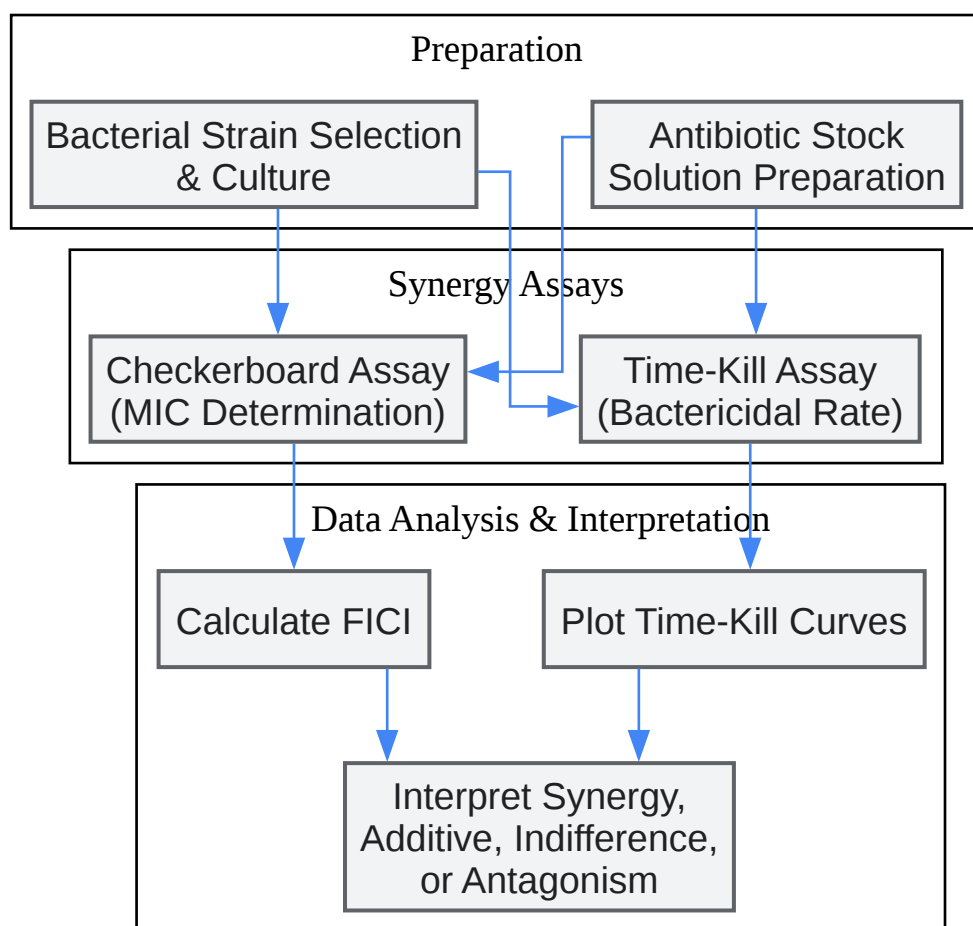 Preparation
Bacterial Strain Selection
& Culture
Antibiotic Stock
Solution Preparation
Synergy Assays
Checkerboard Assay
(MIC Determination)
Time-Kill Assay
(Bactericidal Rate)
Data Analysis & Interpretation
Calculate FICI
Plot Time-Kill Curves
Interpret Synergy,
Additive, Indifference,
or Antagonism